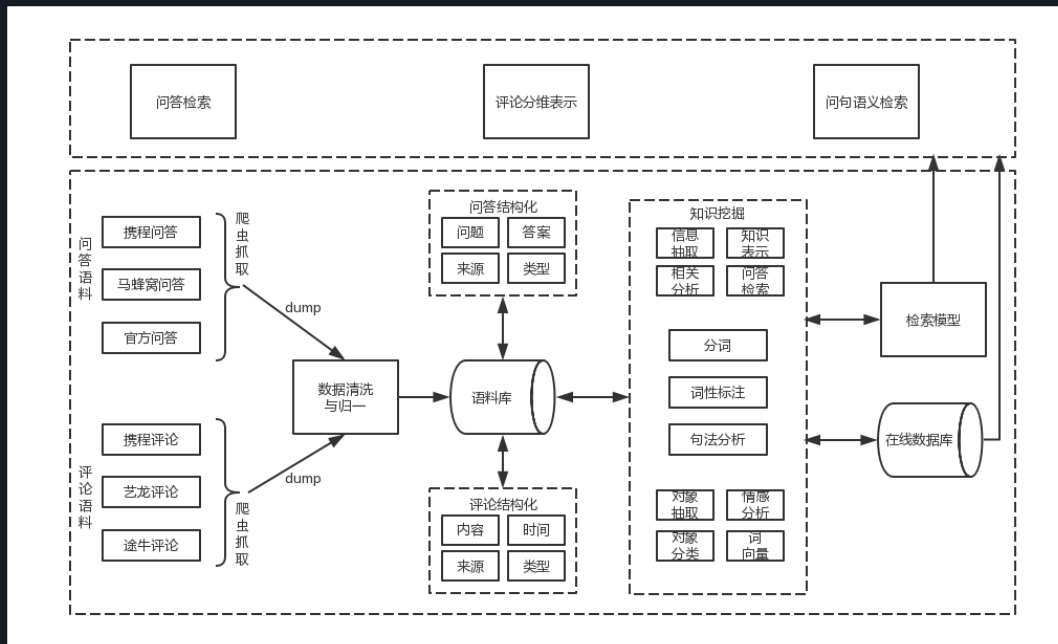 问答检索
评论分维表示
问句语义检索
问答语料
携程问答
马蜂窝问答
官方问答
爬虫抓取
dump
评论语料
携程评论
艺龙评论
途牛评论
爬虫抓取
dump
数据清洗
与归一
问答结构化
问题
答案
来源
类型
语料库
评论结构化
内容
时间
来源
类型
知识挖掘
信息
抽取
知识
表示
相关
分析
问答
检索
分词
词性标注
句法分析
对象
抽取
情感
分析
对象
分类
词
向量
检索模型
在线数据库